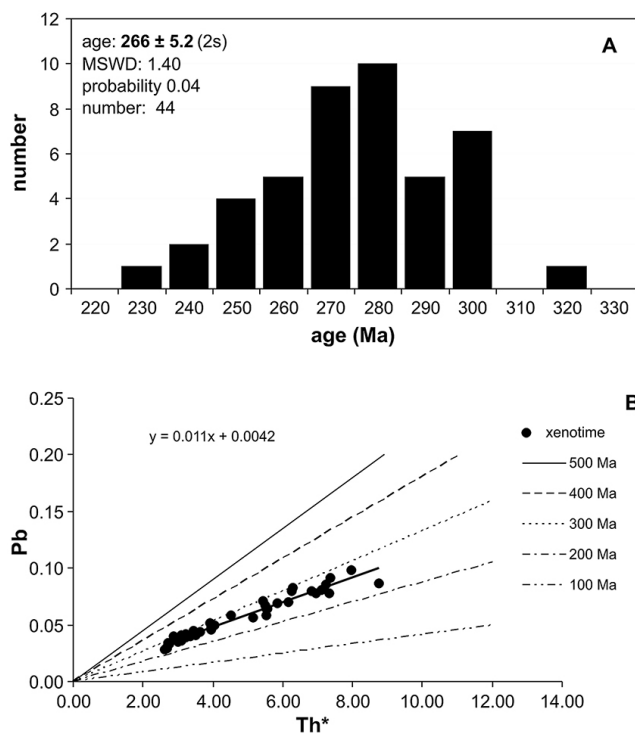 12
10
8
6
4
2
0
number
age: 266 ± 5.2 (2s)
MSWD: 1.40
probability 0.04
number: 44
A
220 230 240 250 260 270 280 290 300 310 320 330
age (Ma)
B
0.25
0.20
0.15
0.10
0.05
0.00
Pb
y = 0.011x + 0.0042
xenotime
500 Ma
400 Ma
300 Ma
200 Ma
100 Ma
0.00 2.00 4.00 6.00 8.00 10.00 12.00 14.00
Th*